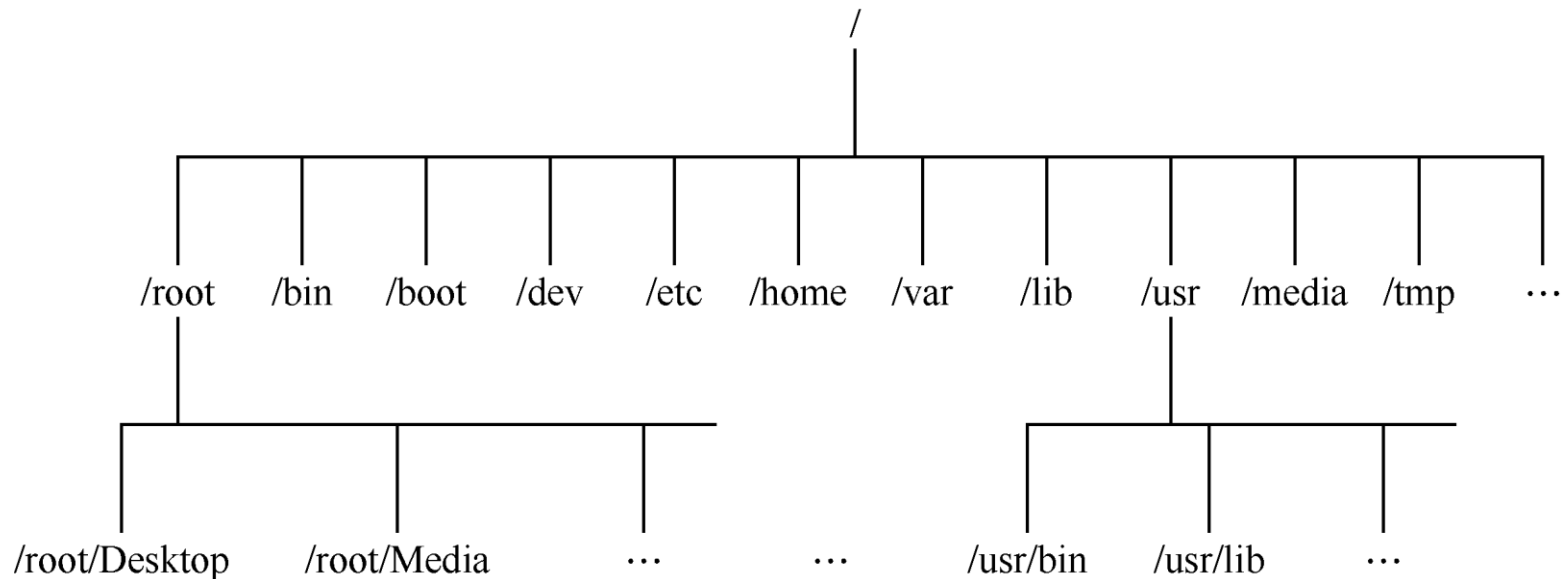 /
/root /bin /boot /dev /etc /home /var /lib /usr /media /tmp ···
/root/Desktop /root/Media ··· ··· /usr/bin /usr/lib ···